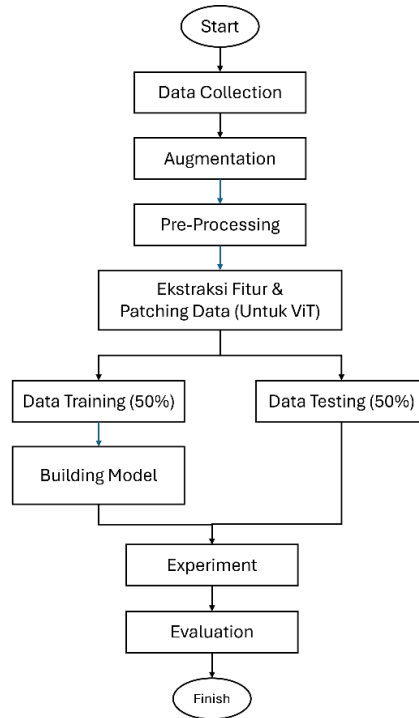 Start
Data Collection
Augmentation
Pre-Processing
Ekstraksi Fitur &
Patching Data (Untuk ViT)
Data Training (50%)
Data Testing (50%)
Building Model
Experiment
Evaluation
Finish